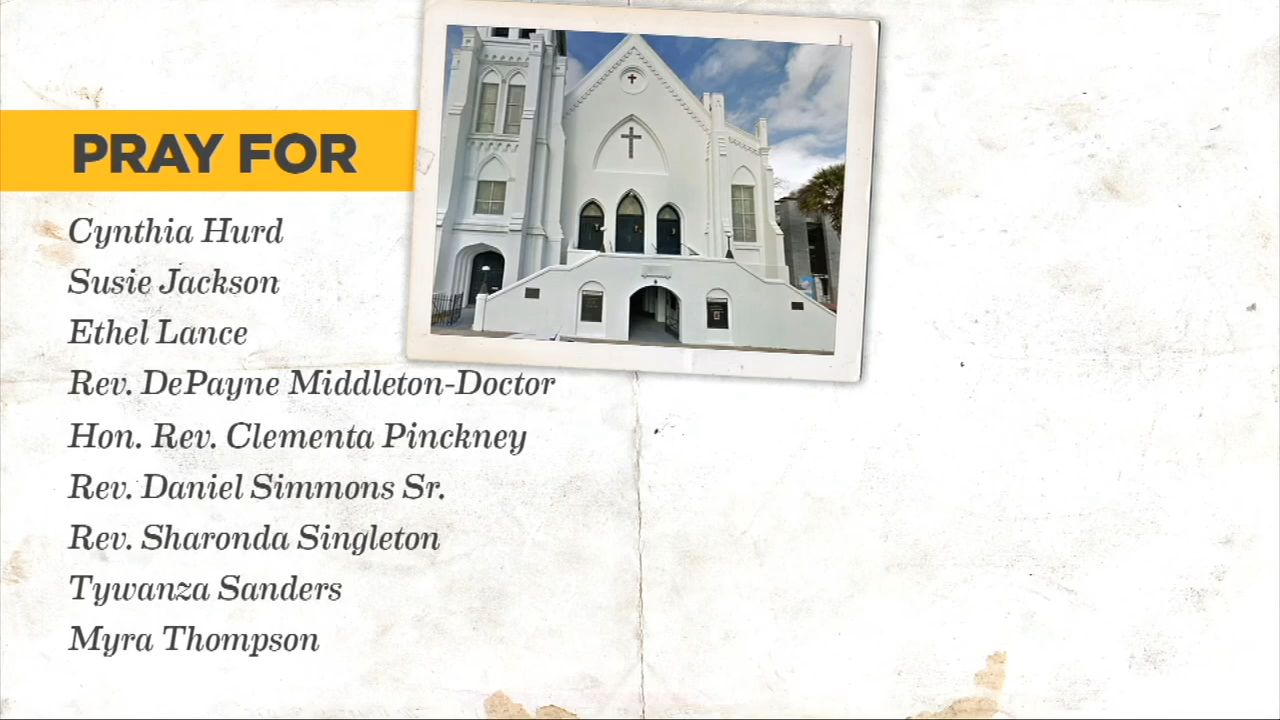 PRAY FOR
Cynthia Hurd
Susie Jackson
Ethel Lance
Rev. DePayne Middleton-Doctor
Hon. Rev. Clementa Pinckney
Rev. Daniel Simmons Sr.
Rev. Sharonda Singleton
Tywanza Sanders
Myra Thompson